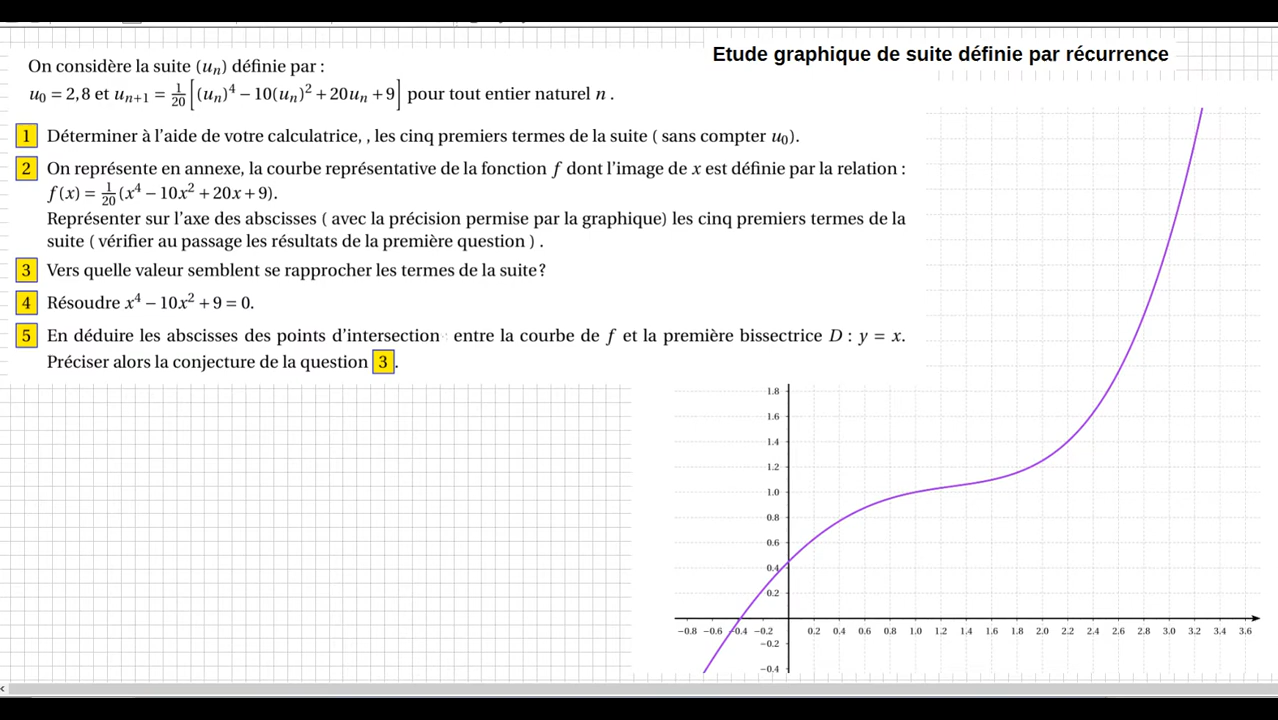 Etude graphique de suite définie par récurrence
On considère la suite (uₙ) définie par :
u₀ = 2,8 et uₙ₊₁ = 1/20 [(uₙ)⁴ − 10(uₙ)² + 20uₙ + 9] pour tout entier naturel n .
1 Déterminer à l'aide de votre calculatrice, , les cinq premiers termes de la suite ( sans compter u₀).
2 On représente en annexe, la courbe représentative de la fonction f dont l'image de x est définie par la relation :
f(x) = 1/20 (x⁴ − 10x² + 20x + 9).
Représenter sur l'axe des abscisses ( avec la précision permise par la graphique) les cinq premiers termes de la
suite ( vérifier au passage les résultats de la première question ) .
3 Vers quelle valeur semblent se rapprocher les termes de la suite ?
4 Résoudre x⁴ − 10x² + 9 = 0.
5 En déduire les abscisses des points d'intersection entre la courbe de f et la première bissectrice D : y = x.
Préciser alors la conjecture de la question 3 .
1.8
1.6
1.4
1.2
1.0
0.8
0.6
0.4
0.2
−0.8 −0.6 −0.4 −0.2 0.2 0.4 0.6 0.8 1.0 1.2 1.4 1.6 1.8 2.0 2.2 2.4 2.6 2.8 3.0 3.2 3.4 3.6
−0.2
−0.4